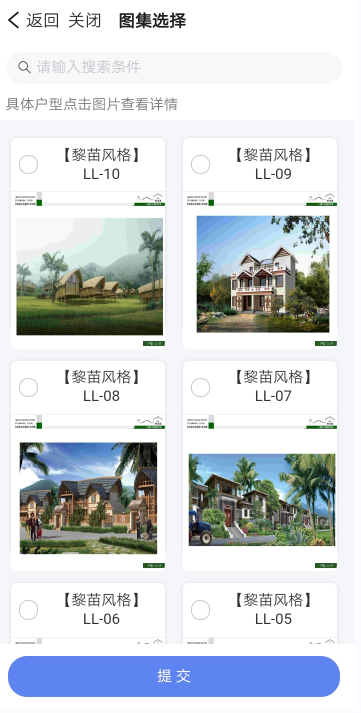 返回 关闭 图集选择
请输入搜索条件
具体户型点击图片查看详情
【黎苗风格】
LL-10
【黎苗风格】
LL-09
【黎苗风格】
LL-08
【黎苗风格】
LL-07
【黎苗风格】
LL-06
【黎苗风格】
LL-05
提交